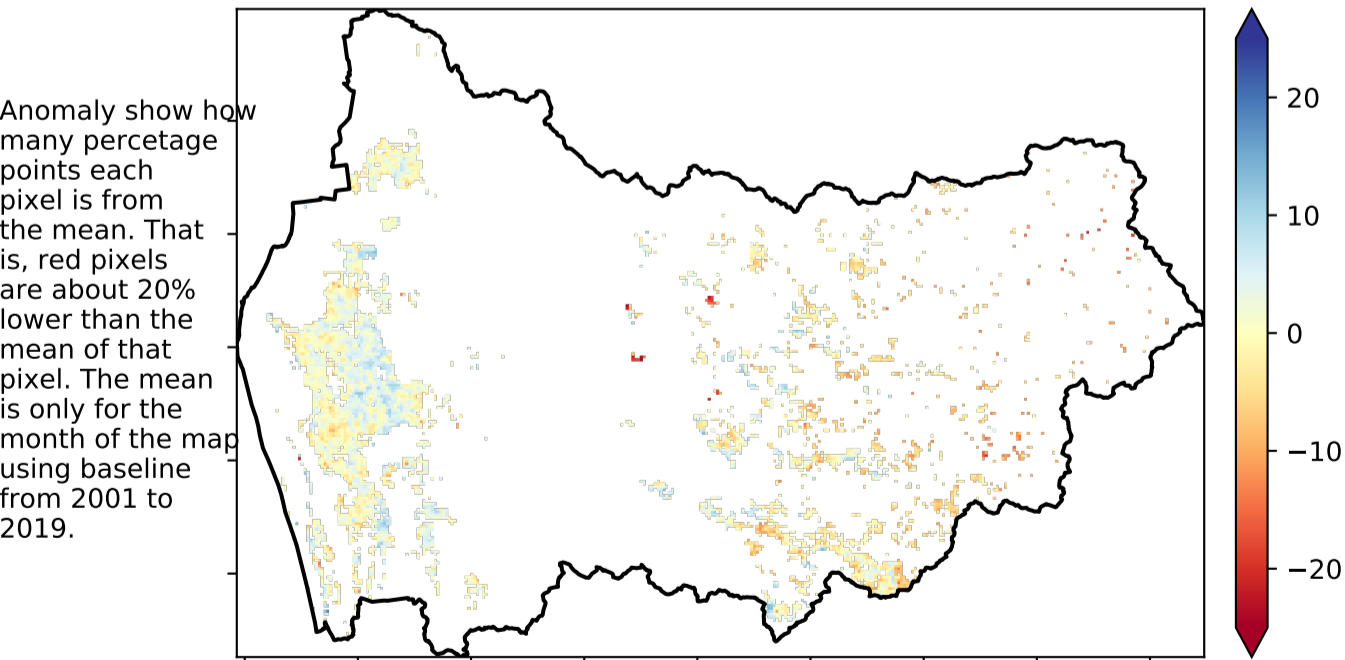 Anomaly show how
many percetage
points each
pixel is from
the mean. That
is, red pixels
are about 20%
lower than the
mean of that
pixel. The mean
is only for the
month of the map
using baseline
from 2001 to
2019.
20
10
0
−10
−20